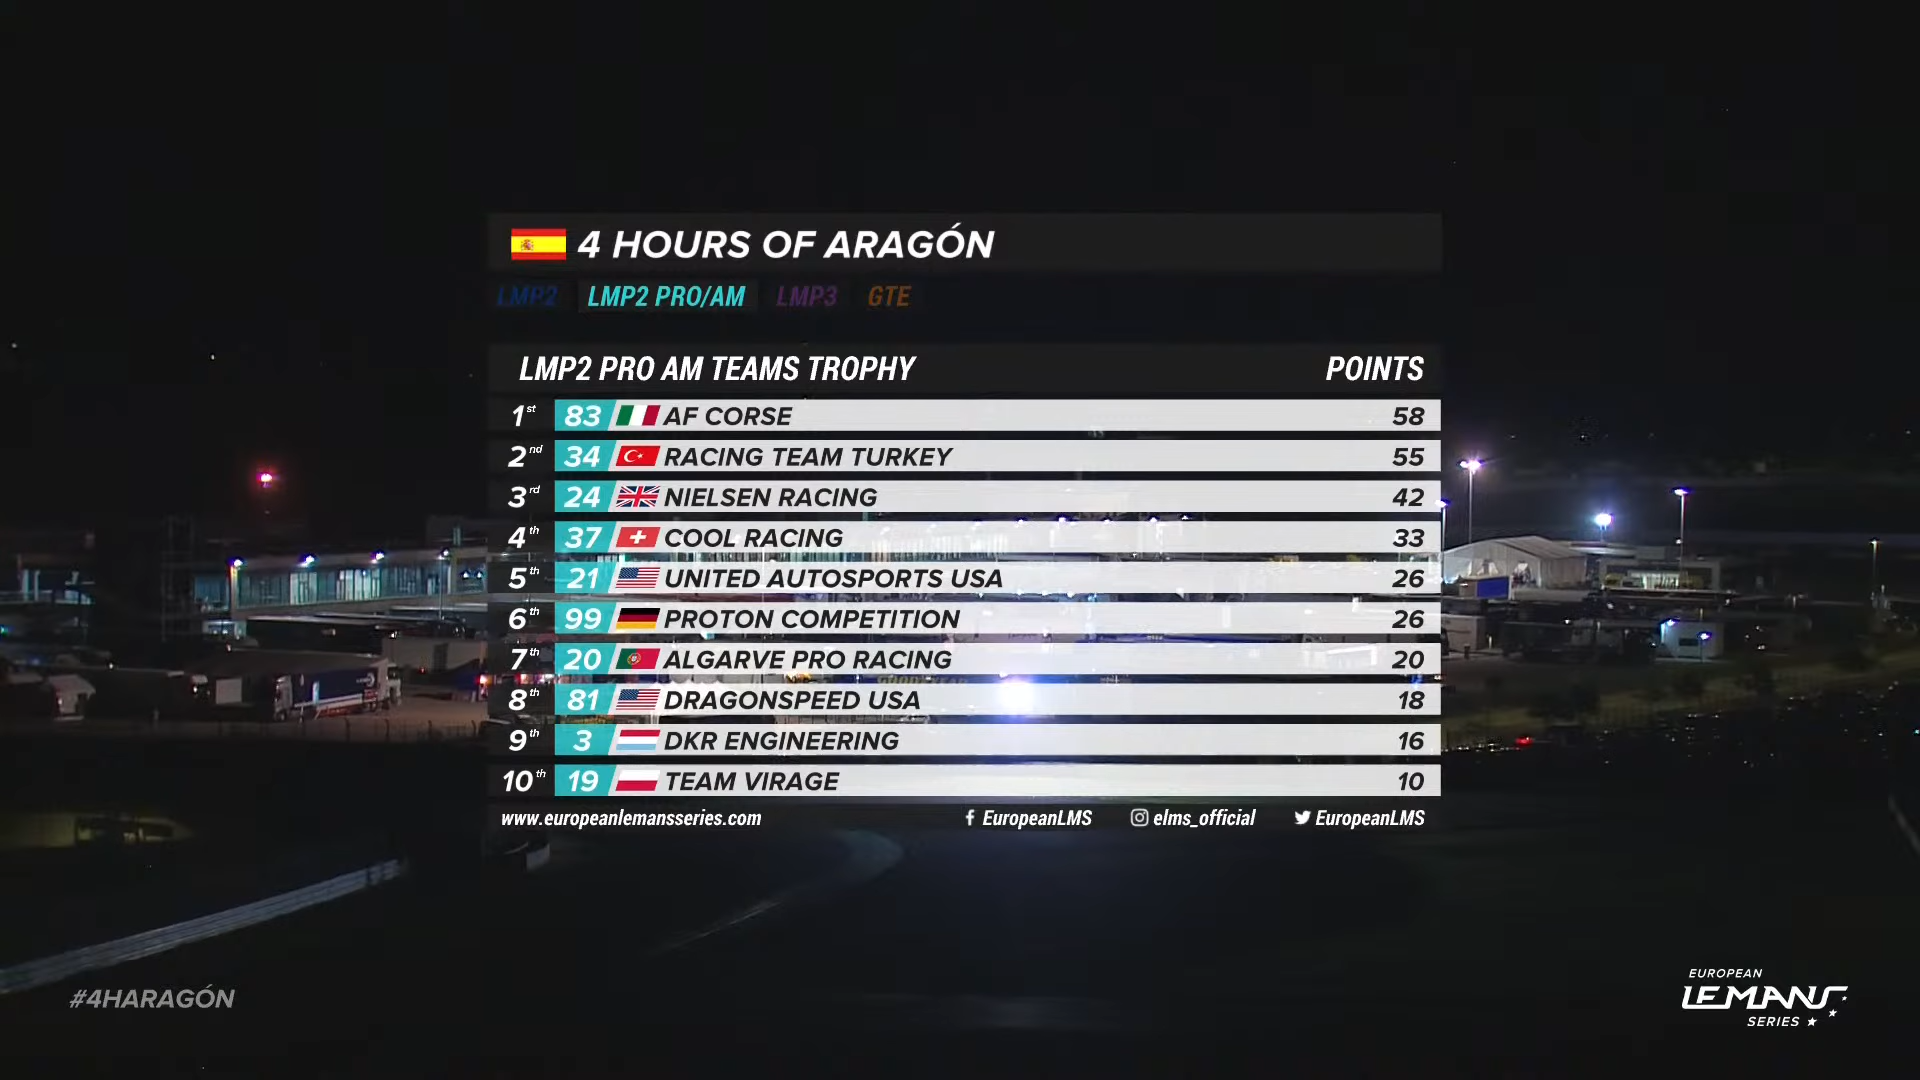 4 HOURS OF ARAGÓN
LMP2 LMP2 PRO/AM LMP3 GTE
LMP2 PRO AM TEAMS TROPHY POINTS
1st 83 AF CORSE 58
2nd 34 RACING TEAM TURKEY 55
3rd 24 NIELSEN RACING 42
4th 37 COOL RACING 33
5th 21 UNITED AUTOSPORTS USA 26
6th 99 PROTON COMPETITION 26
7th 20 ALGARVE PRO RACING 20
8th 81 DRAGONSPEED USA 18
9th 3 DKR ENGINEERING 16
10th 19 TEAM VIRAGE 10
www.europeanlemansseries.com EuropeanLMS elms_official EuropeanLMS
#4HARAGÓN
EUROPEAN
LE MANS
SERIES